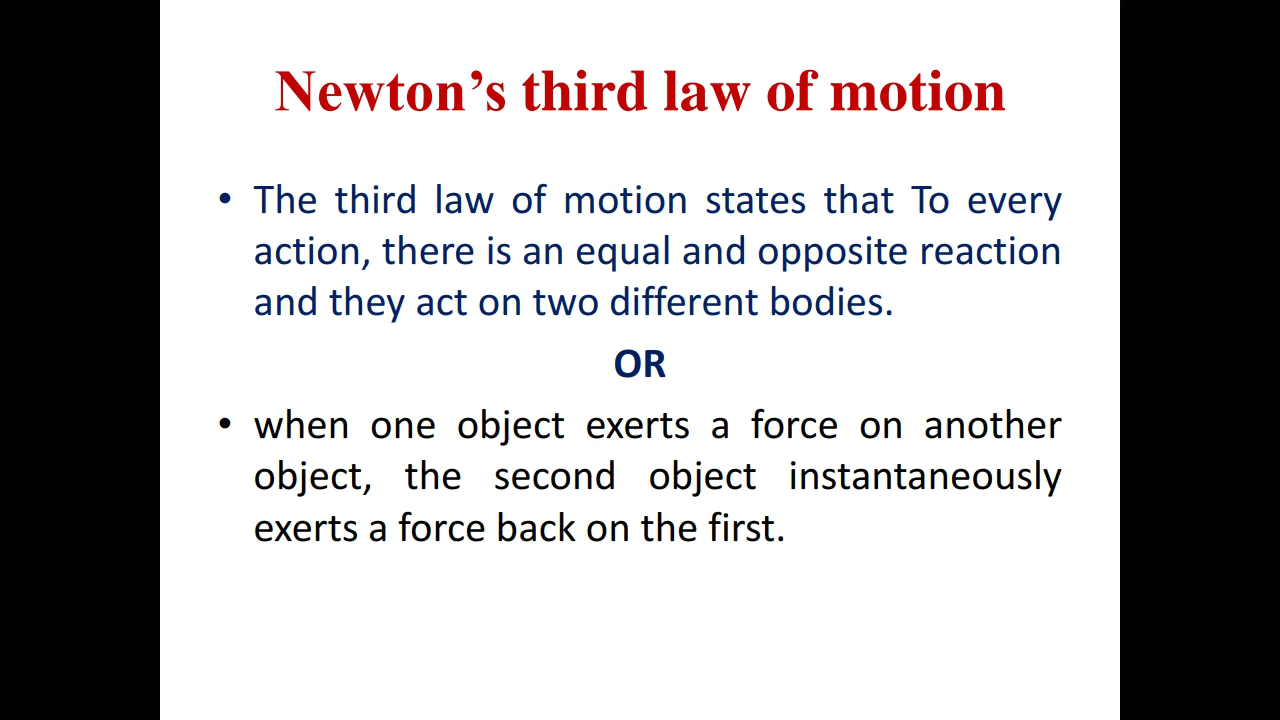 Newton’s third law of motion
• The third law of motion states that To every
action, there is an equal and opposite reaction
and they act on two different bodies.
OR
• when one object exerts a force on another
object, the second object instantaneously
exerts a force back on the first.